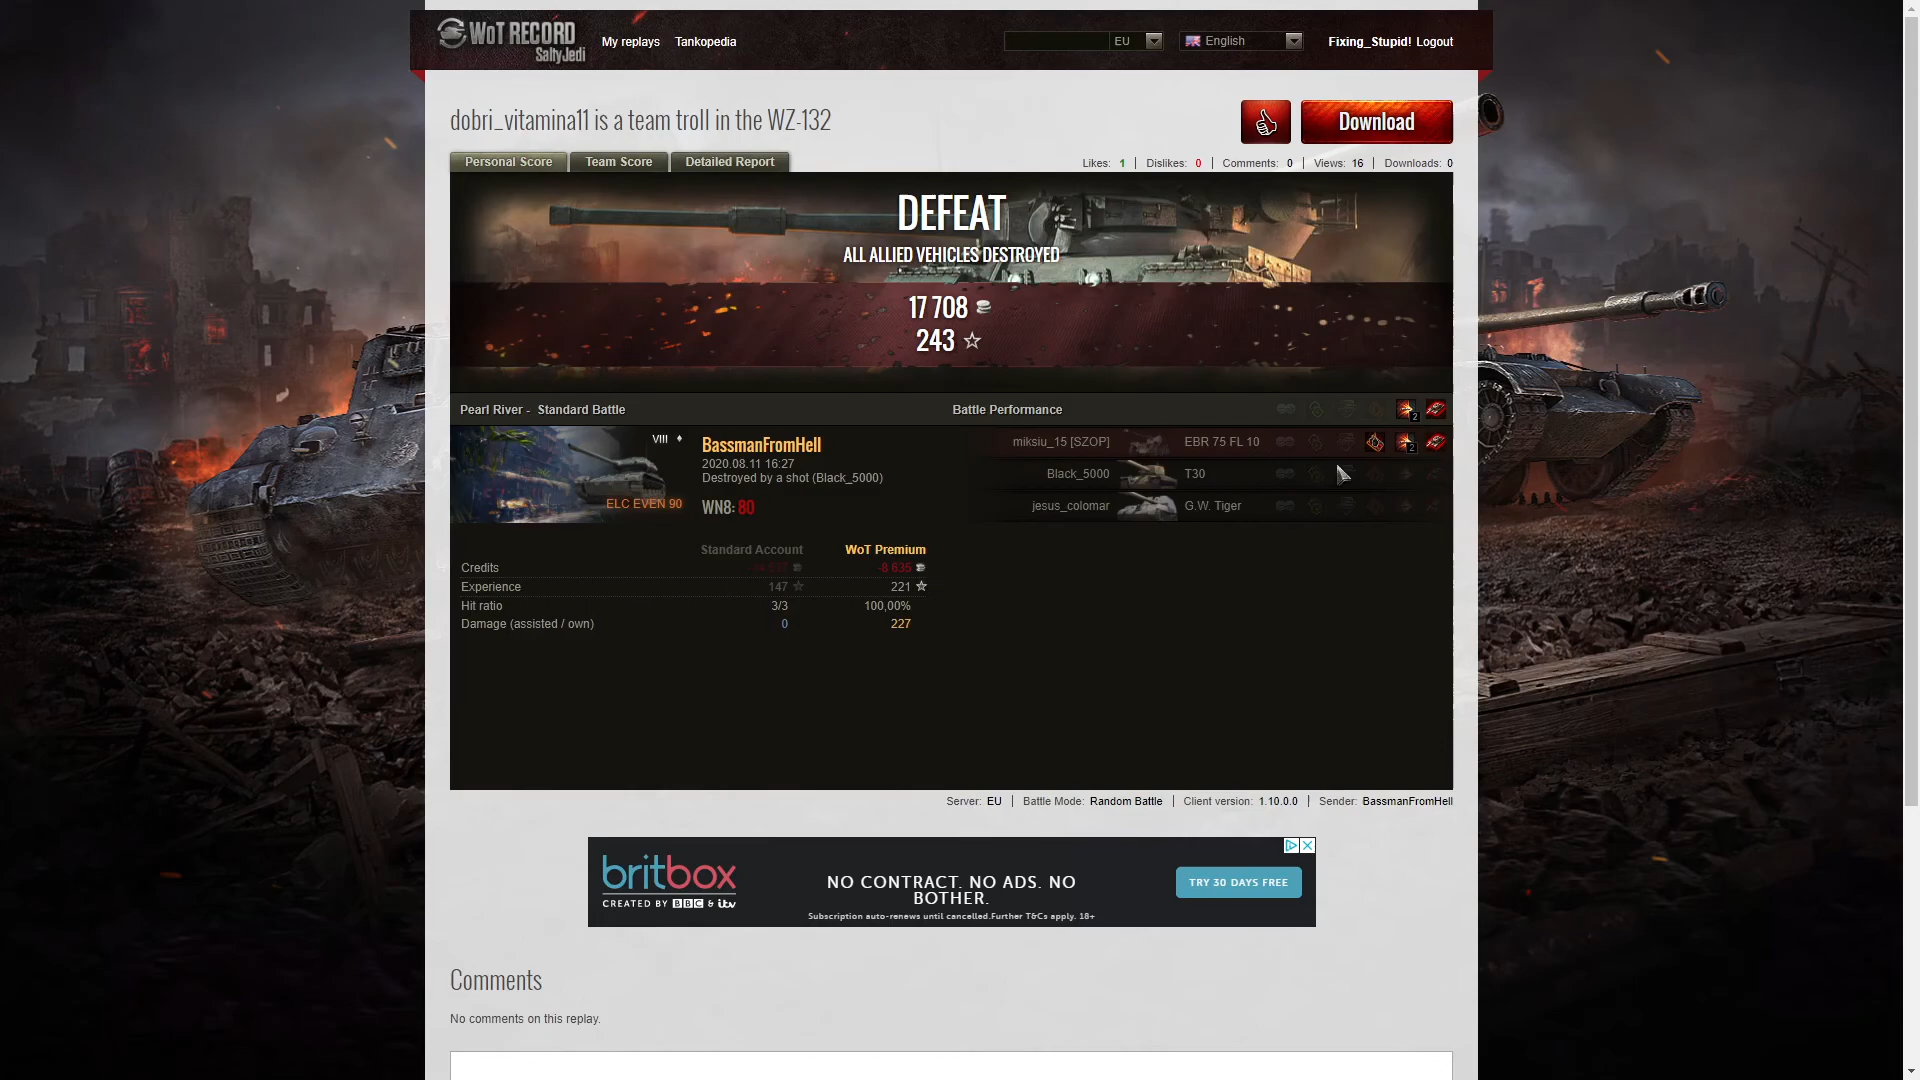 WoT RECORD
SaltyJedi
My replays
Tankopedia
EU
English
Fixing_Stupid! Logout
dobri_vitamina11 is a team troll in the WZ-132
Download
Personal Score
Team Score
Detailed Report
Likes: 1 | Dislikes: 0 | Comments: 0 | Views: 16 | Downloads: 0
DEFEAT
ALL ALLIED VEHICLES DESTROYED
17 708
243
Pearl River - Standard Battle
Battle Performance
2
VIII
ELC EVEN 90
BassmanFromHell
2020.08.11 16:27
Destroyed by a shot (Black_5000)
WN8: 80
miksiu_15 [SZOP] EBR 75 FL 10 2
Black_5000 T30
jesus_colomar G.W. Tiger
Standard Account WoT Premium
Credits -8 635
Experience 147 221
Hit ratio 3/3 100,00%
Damage (assisted / own) 0 227
Server: EU | Battle Mode: Random Battle | Client version: 1.10.0.0 | Sender: BassmanFromHell
britbox
CREATED BY BBC & itv
NO CONTRACT. NO ADS. NO
BOTHER.
Subscription auto-renews until cancelled.Further T&Cs apply. 18+
TRY 30 DAYS FREE
Comments
No comments on this replay.